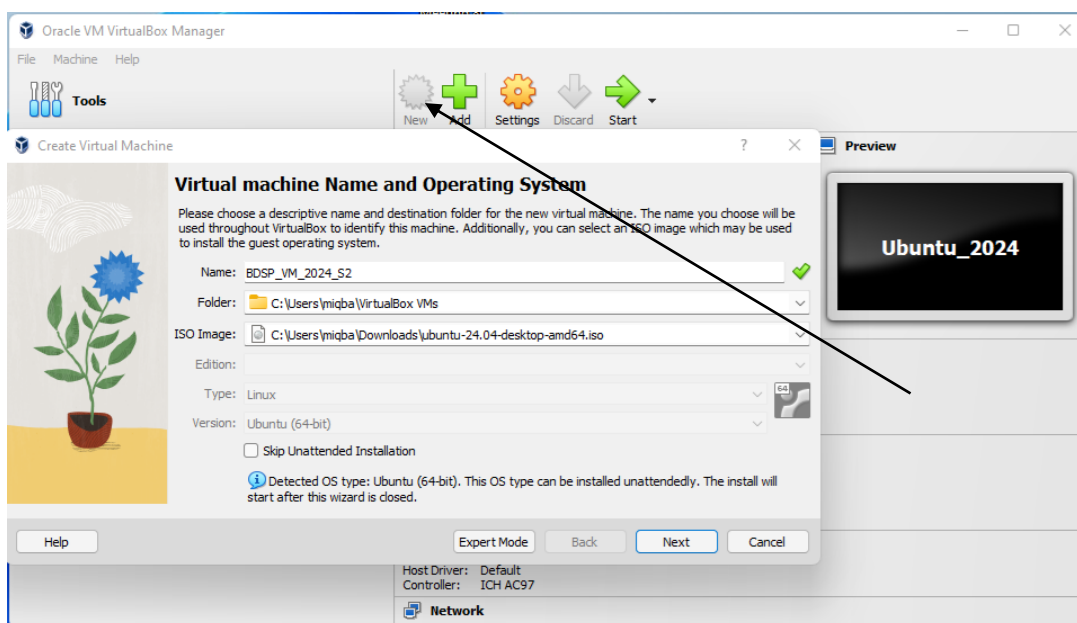 Oracle VM VirtualBox Manager
File Machine Help
Tools
New Add Settings Discard Start
Create Virtual Machine ?
Preview
Virtual machine Name and Operating System
Please choose a descriptive name and destination folder for the new virtual machine. The name you choose will be
used throughout VirtualBox to identify this machine. Additionally, you can select an ISO image which may be used
to install the guest operating system.
Ubuntu_2024
Name: BDSP_VM_2024_S2
Folder: C:\Users\miqba\VirtualBox VMs
ISO Image: C:\Users\miqba\Downloads\ubuntu-24.04-desktop-amd64.iso
Edition:
Type: Linux
64
Version: Ubuntu (64-bit)
Skip Unattended Installation
Detected OS type: Ubuntu (64-bit). This OS type can be installed unattendedly. The install will
start after this wizard is closed.
Help Expert Mode Back Next Cancel
Host Driver: Default
Controller: ICH AC97
Network